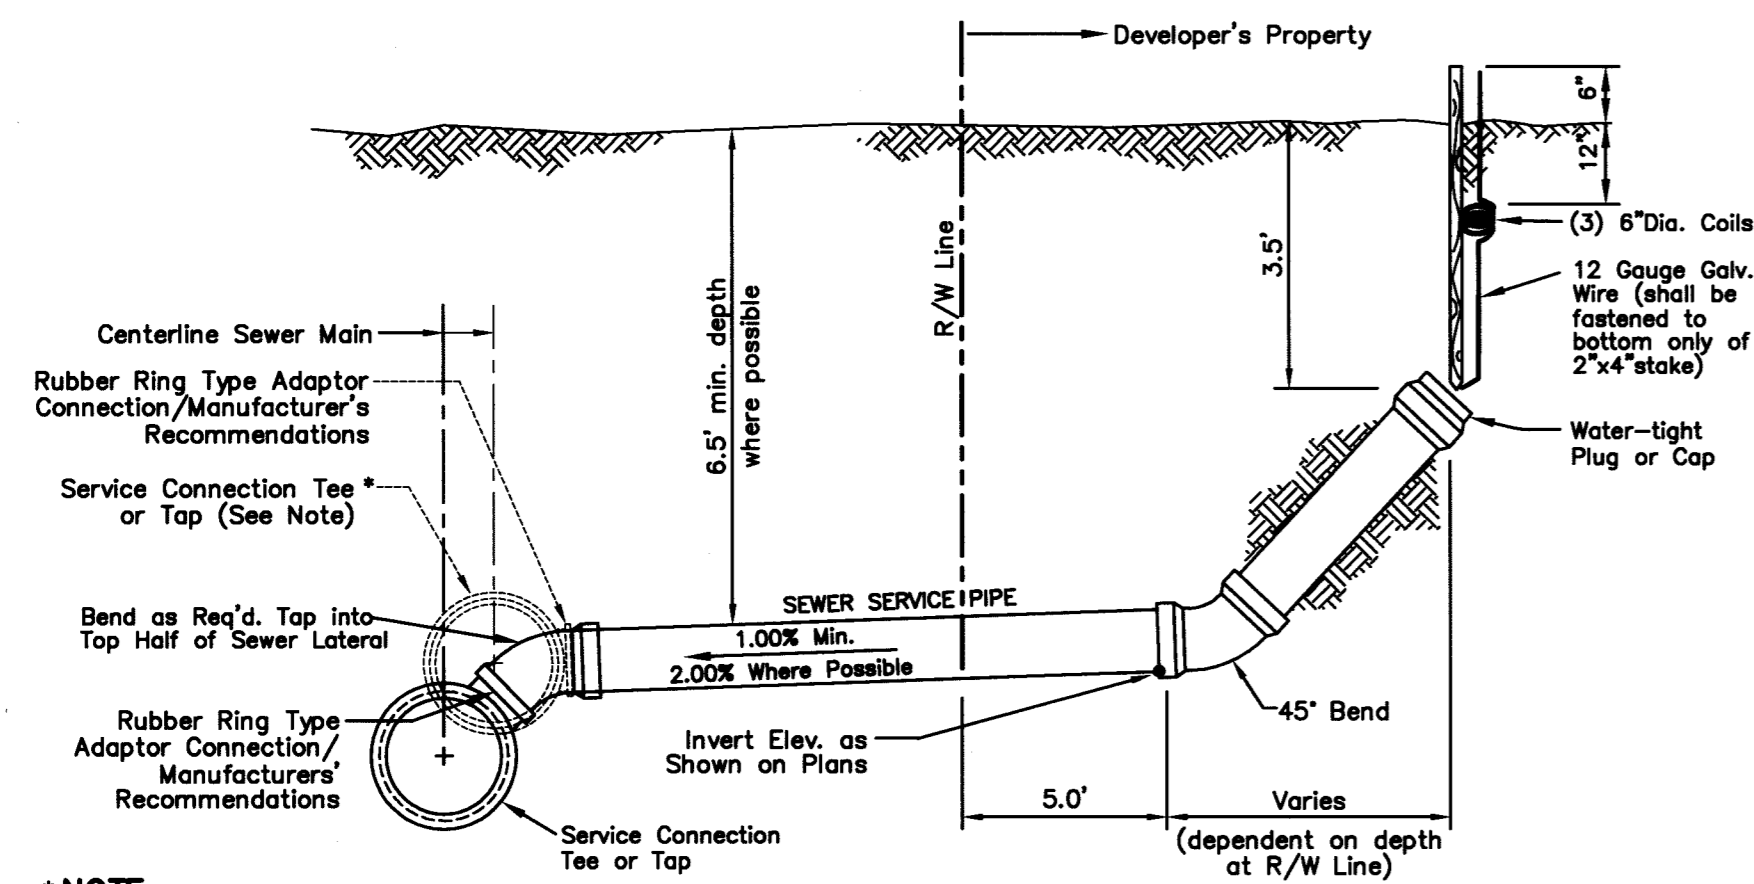 Developer's Property
6"
12"
(3) 6"Dia. Coils
12 Gauge Galv.
Wire (shall be
fastened to
bottom only of
2"x4"stake)
3.5'
R/W Line
6.5' min. depth
where possible
Centerline Sewer Main
Rubber Ring Type Adaptor
Connection/Manufacturer's
Recommendations
Service Connection Tee *
or Tap (See Note)
Water-tight
Plug or Cap
Bend as Req'd. Tap into
Top Half of Sewer Lateral
SEWER SERVICE PIPE
1.00% Min.
2.00% Where Possible
45° Bend
Rubber Ring Type
Adaptor Connection/
Manufacturers'
Recommendations
Invert Elev. as
Shown on Plans
5.0'
Varies
(dependent on depth
at R/W Line)
Service Connection
Tee or Tap
*NOTE